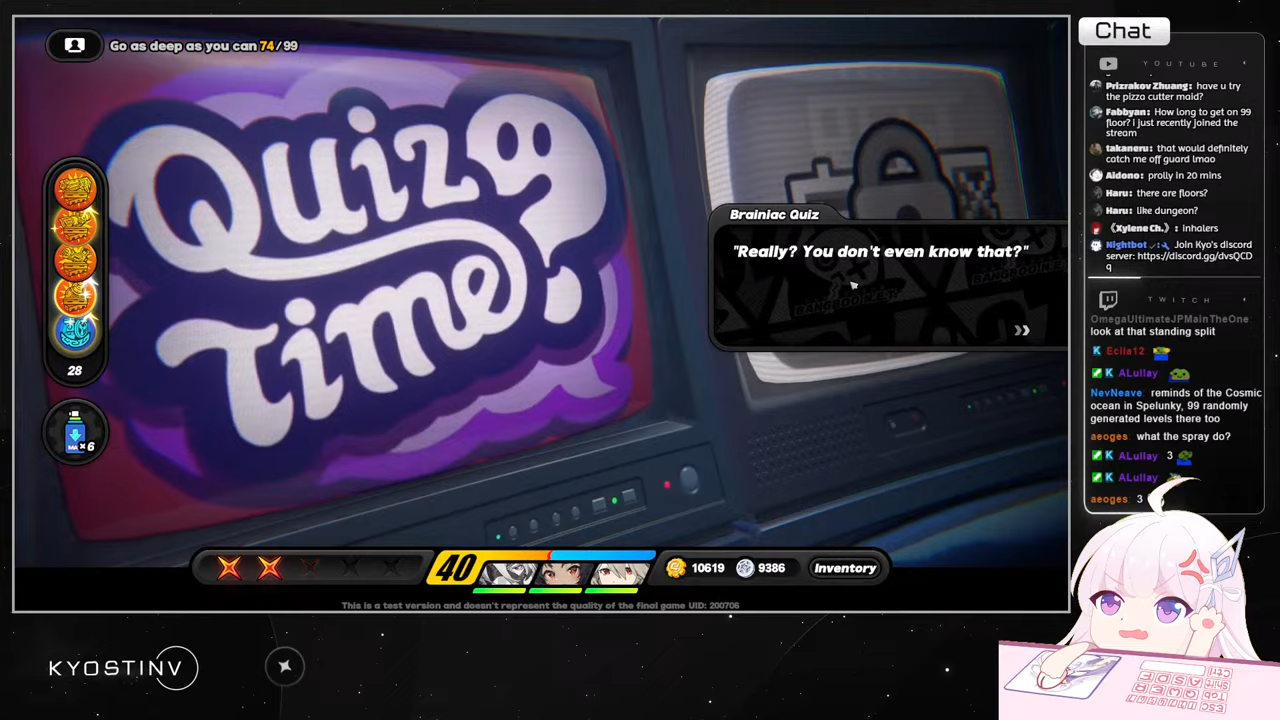 Go as deep as you can 74/99
Quiz
Time!
28
×6
Brainiac Quiz
"Really? You don't even know that?"
40
10619
9386
Inventory
This is a test version and doesn't represent the quality of the final game UID: 200706
KYOSTINV
Chat
YOUTUBE
Prizrakov Zhuang: have u try
the pizza cutter maid?
Fabbyan: How long to get on 99
floor? I just recently joined the
stream
takaneru: that would definitely
catch me off guard lmao
Aidono: prolly in 20 mins
Haru: there are floors?
Haru: like dungeon?
《Xylene Ch.》: Inhalers
Nightbot : Join Kyo's discord
server: https://discord.gg/dvsQCD
q
TWITCH
OmegaUltimateJPMainTheOne:
look at that standing split
K Ecila12
K ALullay
NevNeave: reminds of the Cosmic
ocean in Spelunky, 99 randomly
generated levels there too
aeoges: what the spray do?
K ALullay 3
K ALullay
aeoges: 3